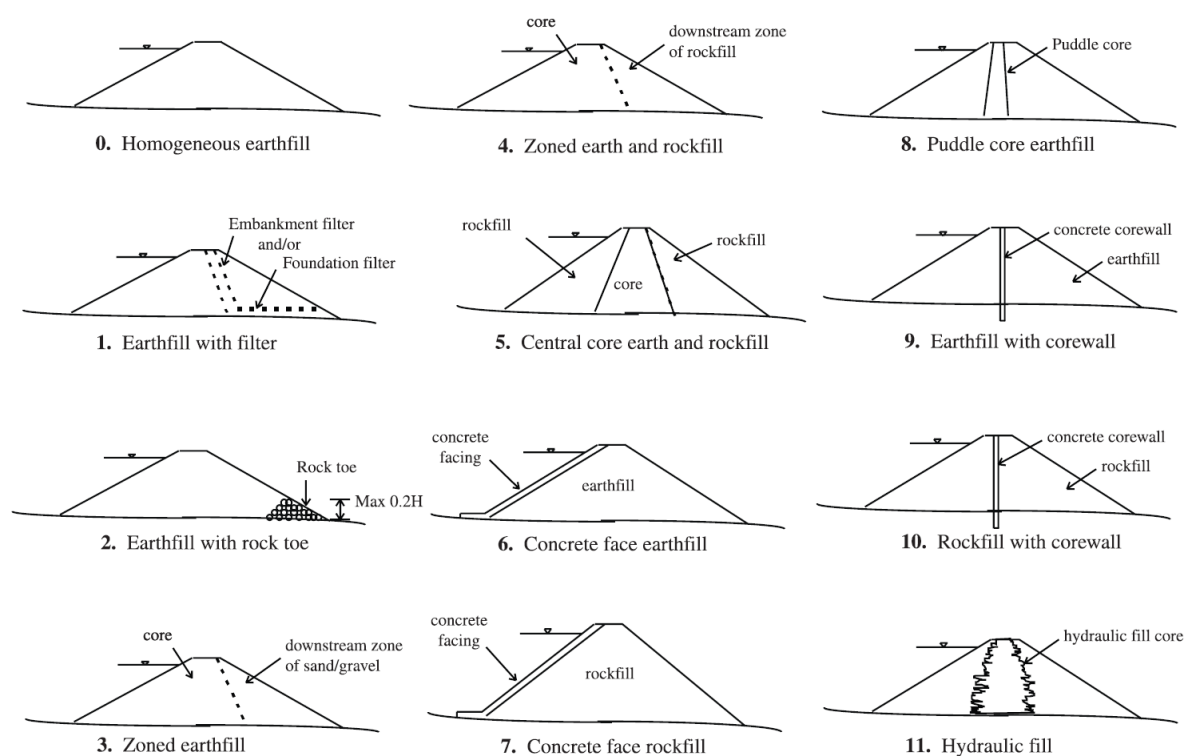 core
downstream zone
of rockfill
Puddle core
0. Homogeneous earthfill
4. Zoned earth and rockfill
8. Puddle core earthfill
Embankment filter
and/or
Foundation filter
1. Earthfill with filter
rockfill
rockfill
core
5. Central core earth and rockfill
concrete corewall
earthfill
9. Earthfill with corewall
Rock toe
Max 0.2H
2. Earthfill with rock toe
concrete
facing
earthfill
6. Concrete face earthfill
concrete corewall
rockfill
10. Rockfill with corewall
core
downstream zone
of sand/gravel
3. Zoned earthfill
concrete
facing
rockfill
7. Concrete face rockfill
hydraulic fill core
11. Hydraulic fill